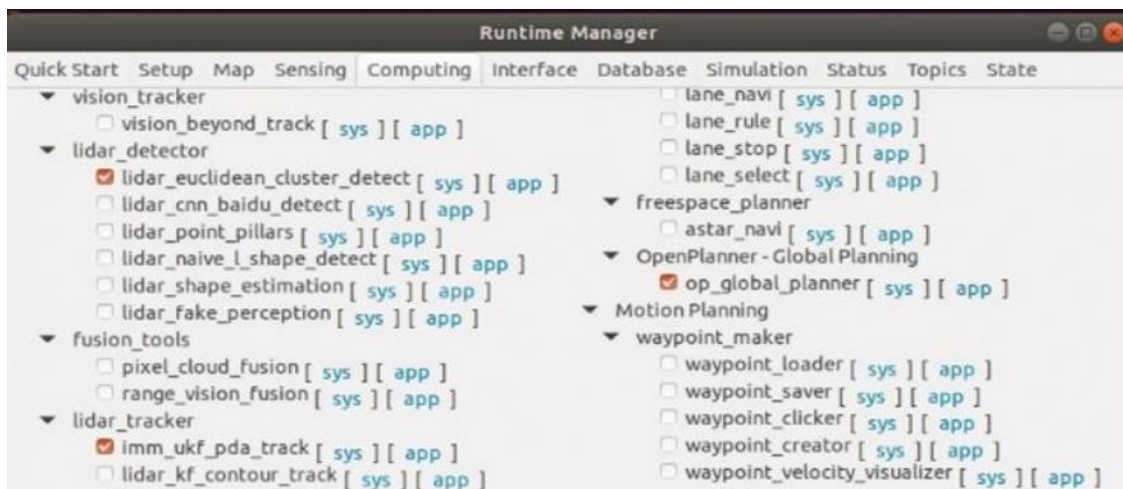 Runtime Manager
Quick Start Setup Map Sensing Computing Interface Database Simulation Status Topics State
vision_tracker
vision_beyond_track [ sys ] [ app ]
lidar_detector
lidar_euclidean_cluster_detect [ sys ] [ app ]
lidar_cnn_baidu_detect [ sys ] [ app ]
lidar_point_pillars [ sys ] [ app ]
lidar_naive_l_shape_detect [ sys ] [ app ]
lidar_shape_estimation [ sys ] [ app ]
lidar_fake_perception [ sys ] [ app ]
fusion_tools
pixel_cloud_fusion [ sys ] [ app ]
range_vision_fusion [ sys ] [ app ]
lidar_tracker
imm_ukf_pda_track [ sys ] [ app ]
lidar_kf_contour_track [ sys ] [ app ]
lane_navi [ sys ] [ app ]
lane_rule [ sys ] [ app ]
lane_stop [ sys ] [ app ]
lane_select [ sys ] [ app ]
freespace_planner
astar_navi [ sys ] [ app ]
OpenPlanner - Global Planning
op_global_planner [ sys ] [ app ]
Motion Planning
waypoint_maker
waypoint_loader [ sys ] [ app ]
waypoint_saver [ sys ] [ app ]
waypoint_clicker [ sys ] [ app ]
waypoint_creator [ sys ] [ app ]
waypoint_velocity_visualizer [ sys ] [ app ]